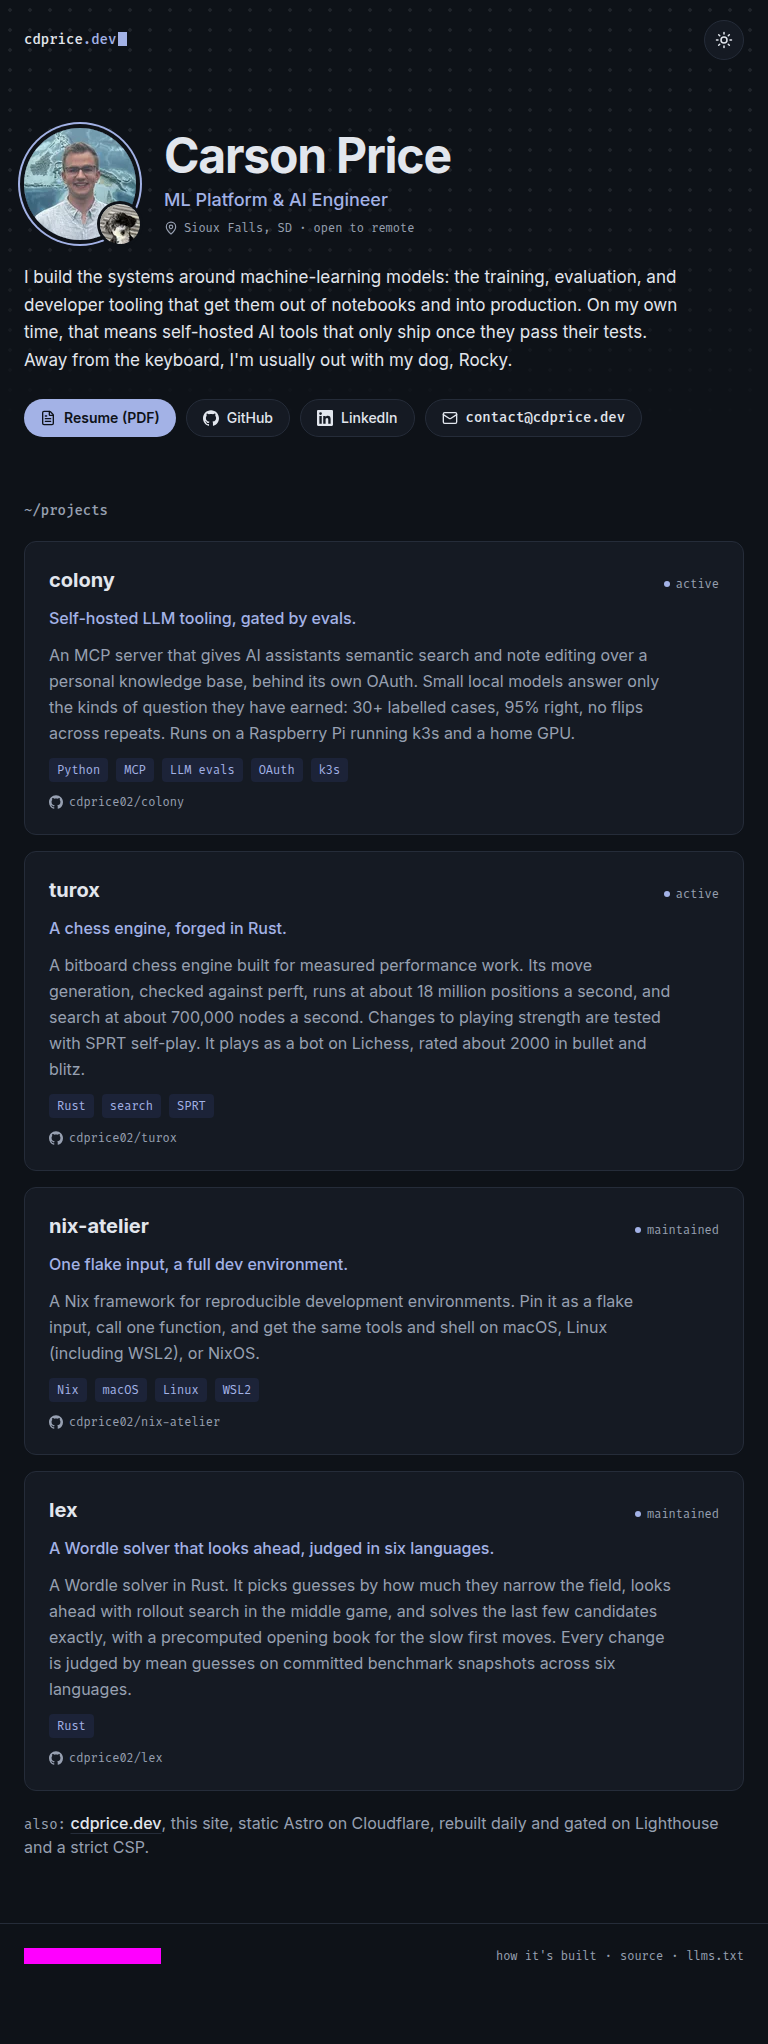 cdprice.dev
Carson Price
ML Platform & AI Engineer
Sioux Falls, SD · open to remote
I build the systems around machine-learning models: the training, evaluation, and
developer tooling that get them out of notebooks and into production. On my own
time, that means self-hosted AI tools that only ship once they pass their tests.
Away from the keyboard, I'm usually out with my dog, Rocky.
Resume (PDF) GitHub LinkedIn contact@cdprice.dev
~/projects
colony active
Self-hosted LLM tooling, gated by evals.
An MCP server that gives AI assistants semantic search and note editing over a
personal knowledge base, behind its own OAuth. Small local models answer only
the kinds of question they have earned: 30+ labelled cases, 95% right, no flips
across repeats. Runs on a Raspberry Pi running k3s and a home GPU.
Python MCP LLM evals OAuth k3s
cdprice02/colony
turox active
A chess engine, forged in Rust.
A bitboard chess engine built for measured performance work. Its move
generation, checked against perft, runs at about 18 million positions a second, and
search at about 700,000 nodes a second. Changes to playing strength are tested
with SPRT self-play. It plays as a bot on Lichess, rated about 2000 in bullet and
blitz.
Rust search SPRT
cdprice02/turox
nix-atelier maintained
One flake input, a full dev environment.
A Nix framework for reproducible development environments. Pin it as a flake
input, call one function, and get the same tools and shell on macOS, Linux
(including WSL2), or NixOS.
Nix macOS Linux WSL2
cdprice02/nix-atelier
lex maintained
A Wordle solver that looks ahead, judged in six languages.
A Wordle solver in Rust. It picks guesses by how much they narrow the field, looks
ahead with rollout search in the middle game, and solves the last few candidates
exactly, with a precomputed opening book for the slow first moves. Every change
is judged by mean guesses on committed benchmark snapshots across six
languages.
Rust
cdprice02/lex
also: cdprice.dev, this site, static Astro on Cloudflare, rebuilt daily and gated on Lighthouse
and a strict CSP.
how it's built · source · llms.txt